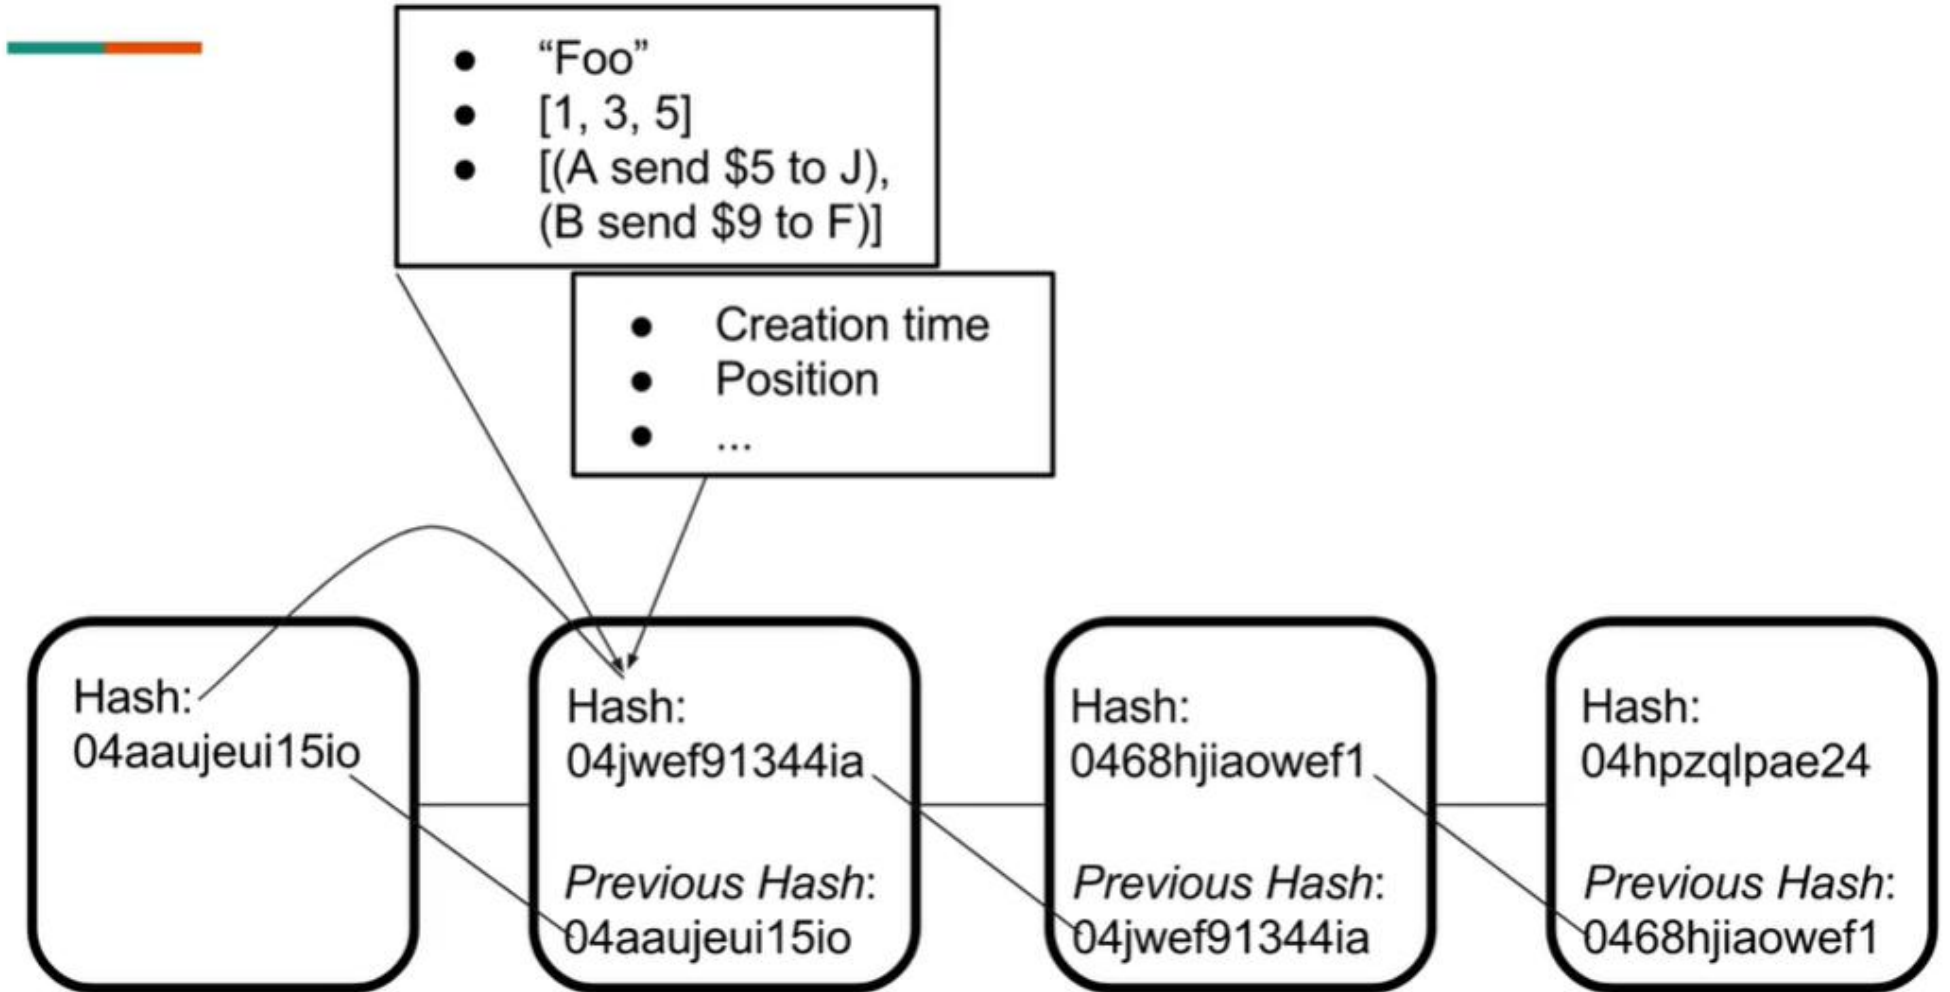 ● “Foo”
● [1, 3, 5]
● [(A send $5 to J),
(B send $9 to F)]
● Creation time
● Position
● ...
Hash:
04aaujeui15io
Hash:
04jwef91344ia
Previous Hash:
04aaujeui15io
Hash:
0468hjiaowef1
Previous Hash:
04jwef91344ia
Hash:
04hpzqlpae24
Previous Hash:
0468hjiaowef1